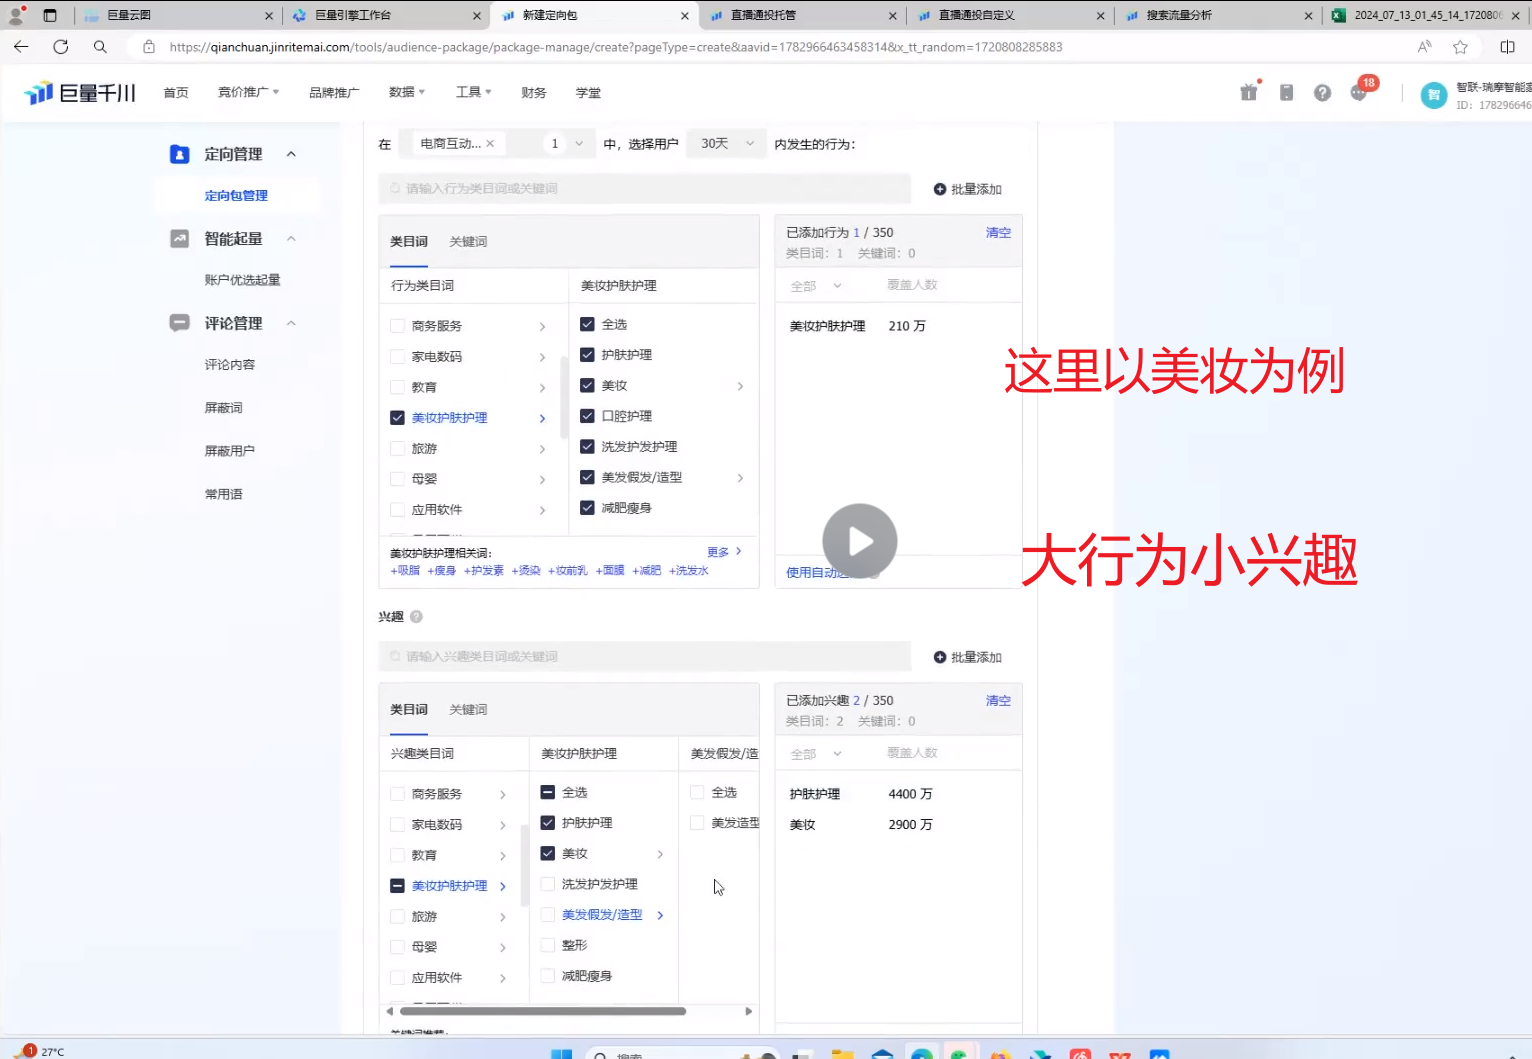 巨量云图
巨量引擎工作台
新建定向包
直播通投托管
直播通投自定义
搜索流量分析
2024_07_13_01_45_14_172080
https://qianchuan.jinritemai.com/tools/audience-package/package-manage/create?pageType=create&aavid=1782966463458314&x_tt_random=1720808285883
巨量千川
首页
竞价推广
品牌推广
数据
工具
财务
学堂
18
智
智联-瑞摩智能家
ID: 178296646
定向管理
定向包管理
智能起量
账户优选起量
评论管理
评论内容
屏蔽词
屏蔽用户
常用语
在 电商互动... 1 中，选择用户 30天 内发生的行为：
请输入行为类目词或关键词
批量添加
类目词 关键词
行为类目词
商务服务
家电数码
教育
美妆护肤护理
旅游
母婴
应用软件
美妆护肤护理
全选
护肤护理
美妆
口腔护理
洗发护发护理
美发假发/造型
减肥瘦身
美妆护肤护理相关词：
更多
+吸脂 +瘦身 +护发素 +烫染 +妆前乳 +面膜 +减肥 +洗发水
已添加行为 1 / 350
清空
类目词：1 关键词：0
全部 覆盖人数
美妆护肤护理 210 万
使用自动
这里以美妆为例
大行为小兴趣
兴趣
请输入兴趣类目词或关键词
批量添加
类目词 关键词
兴趣类目词
商务服务
家电数码
教育
美妆护肤护理
旅游
母婴
应用软件
美妆护肤护理
全选
护肤护理
美妆
洗发护发护理
美发假发/造型
整形
减肥瘦身
美发假发/造
全选
美发造型
已添加兴趣 2 / 350
清空
类目词：2 关键词：0
全部 覆盖人数
护肤护理 4400 万
美妆 2900 万
1
27°C
搜索